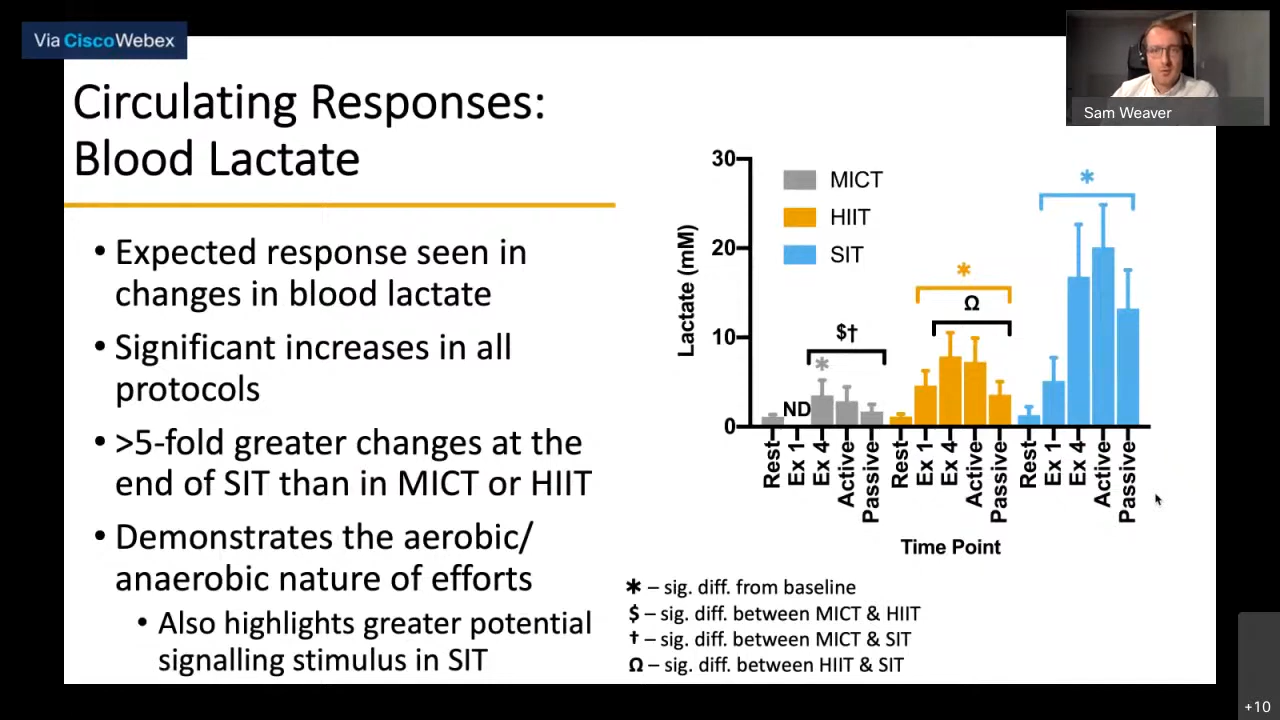 Via CiscoWebex
Sam Weaver
Circulating Responses:
Blood Lactate
• Expected response seen in
changes in blood lactate
• Significant increases in all
protocols
• >5-fold greater changes at the
end of SIT than in MICT or HIIT
• Demonstrates the aerobic/
anaerobic nature of efforts
• Also highlights greater potential
signalling stimulus in SIT
30
20
10
0
Lactate (mM)
MICT
HIIT
SIT
$†
*
ND
*
Ω
*
Rest
Ex 1
Ex 4
Active
Passive
Rest
Ex 1
Ex 4
Active
Passive
Rest
Ex 1
Ex 4
Active
Passive
Time Point
* – sig. diff. from baseline
$ – sig. diff. between MICT & HIIT
† – sig. diff. between MICT & SIT
Ω – sig. diff. between HIIT & SIT
+10